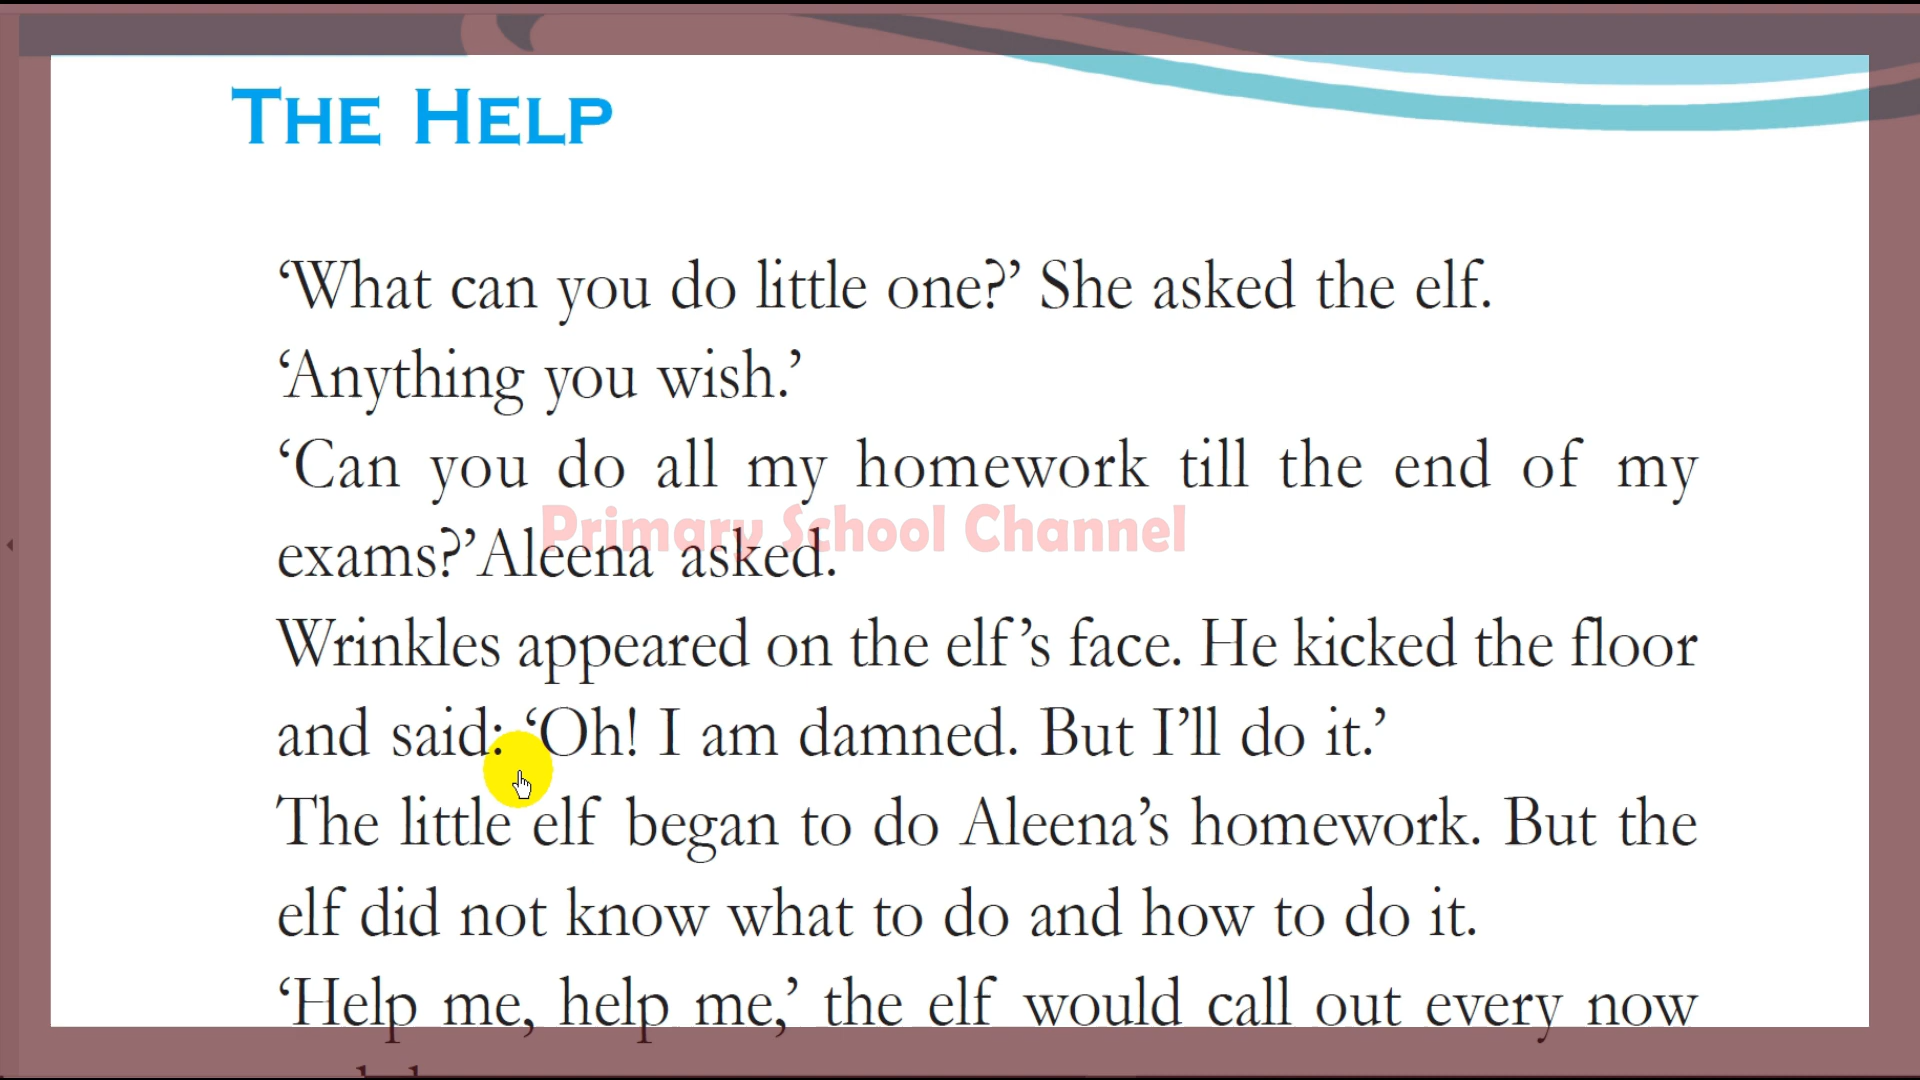 THE HELP
‘What can you do little one?’ She asked the elf.
‘Anything you wish.’
‘Can you do all my homework till the end of my
Primary School Channel
exams?’Aleena asked.
Wrinkles appeared on the elf’s face. He kicked the floor
and said: ‘Oh! I am damned. But I’ll do it.’
The little elf began to do Aleena’s homework. But the
elf did not know what to do and how to do it.
‘Help me, help me,’ the elf would call out every now